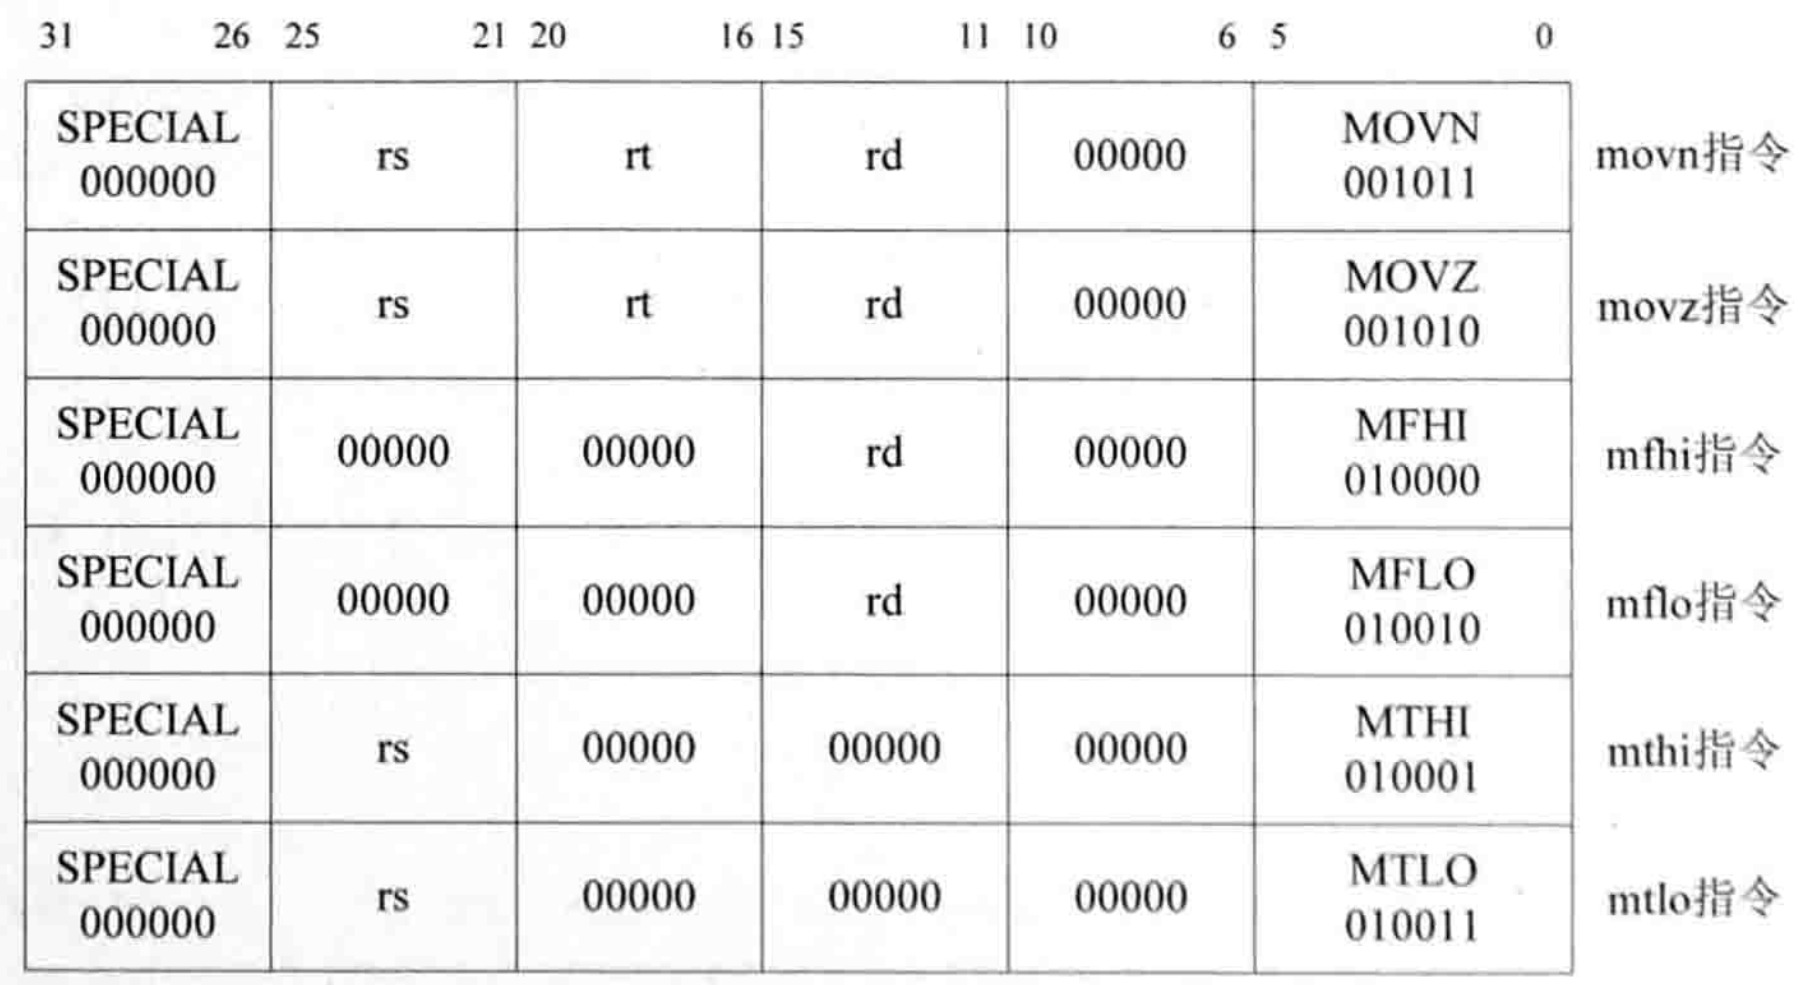 31 26 25 21 20 16 15 11 10 6 5 0
SPECIAL MOVN
rs rt rd 00000 movn指令
000000 001011
SPECIAL MOVZ
rs rt rd 00000 movz指令
000000 001010
SPECIAL MFHI
00000 00000 rd 00000 mfhi指令
000000 010000
SPECIAL MFLO
00000 00000 rd 00000 mflo指令
000000 010010
SPECIAL MTHI
rs 00000 00000 00000 mthi指令
000000 010001
SPECIAL MTLO
rs 00000 00000 00000 mtlo指令
000000 010011